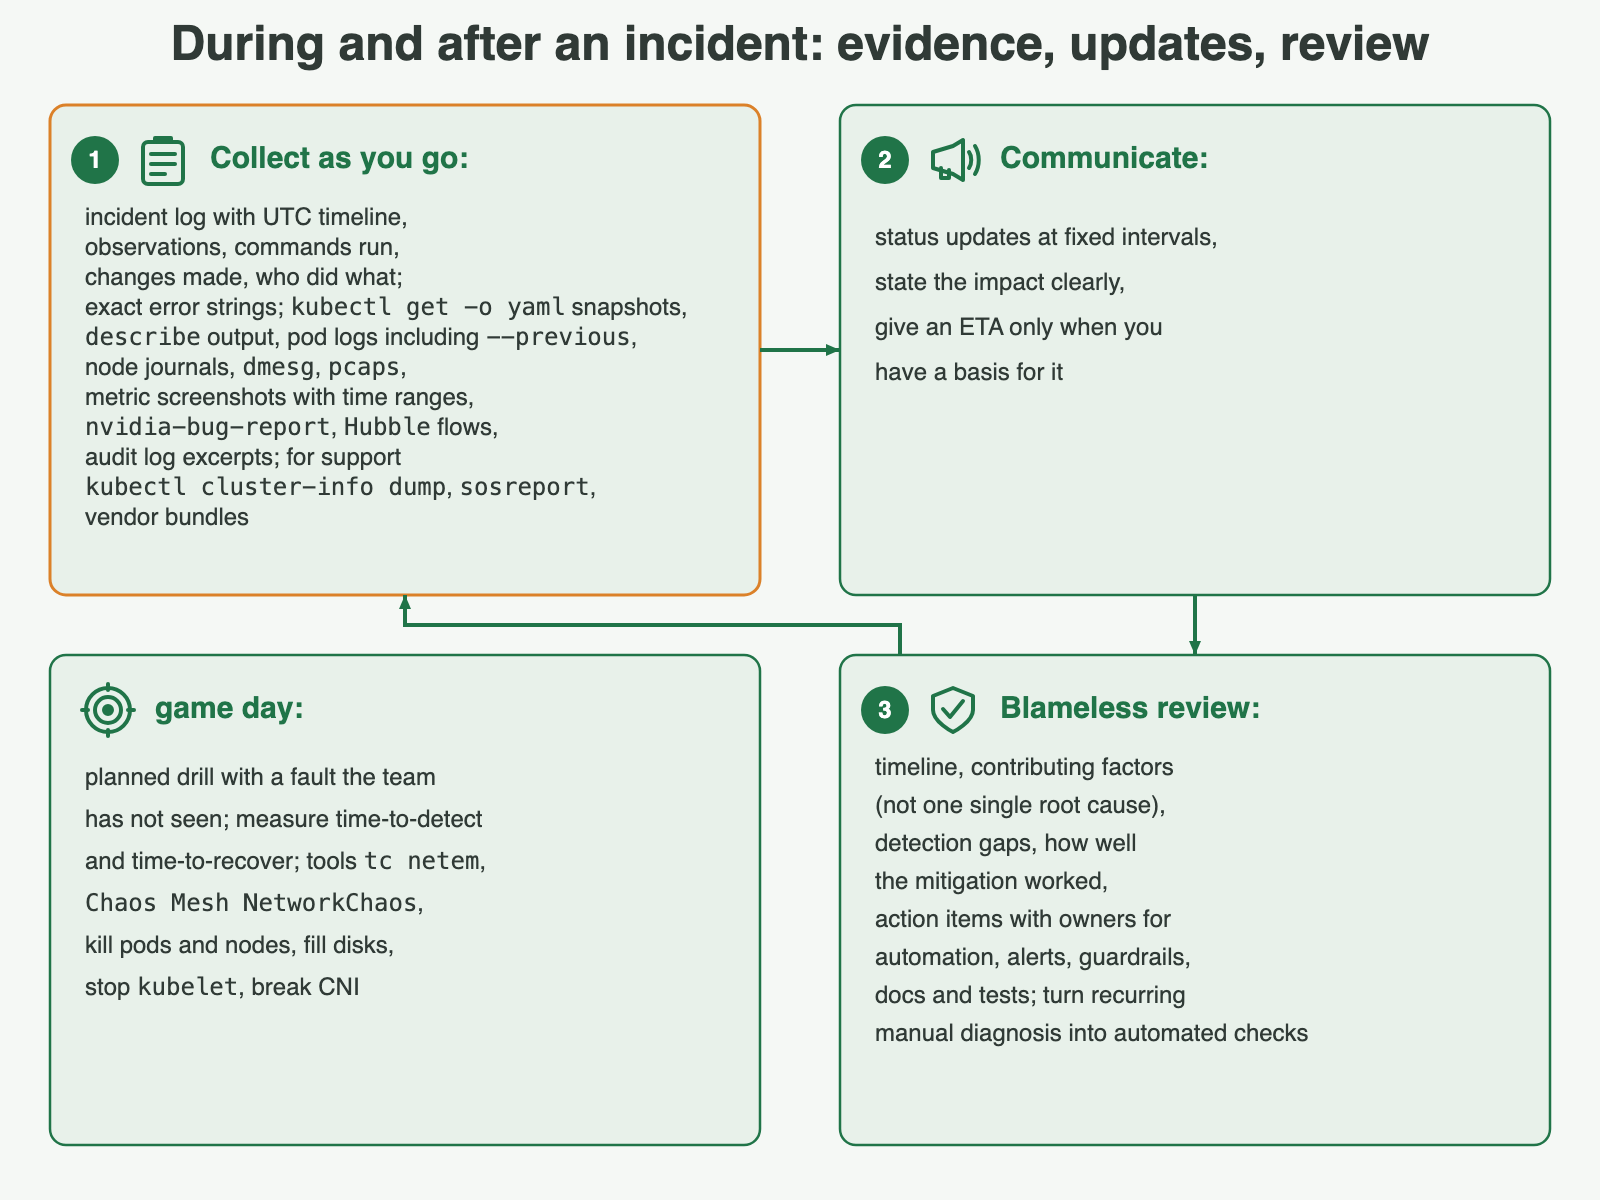 During and after an incident: evidence, updates, review
1
Collect as you go:
incident log with UTC timeline,
observations, commands run,
changes made, who did what;
exact error strings; kubectl get -o yaml snapshots,
describe output, pod logs including --previous,
node journals, dmesg, pcaps,
metric screenshots with time ranges,
nvidia-bug-report, Hubble flows,
audit log excerpts; for support
kubectl cluster-info dump, sosreport,
vendor bundles
2
Communicate:
status updates at fixed intervals,
state the impact clearly,
give an ETA only when you
have a basis for it
game day:
planned drill with a fault the team
has not seen; measure time-to-detect
and time-to-recover; tools tc netem,
Chaos Mesh NetworkChaos,
kill pods and nodes, fill disks,
stop kubelet, break CNI
3
Blameless review:
timeline, contributing factors
(not one single root cause),
detection gaps, how well
the mitigation worked,
action items with owners for
automation, alerts, guardrails,
docs and tests; turn recurring
manual diagnosis into automated checks